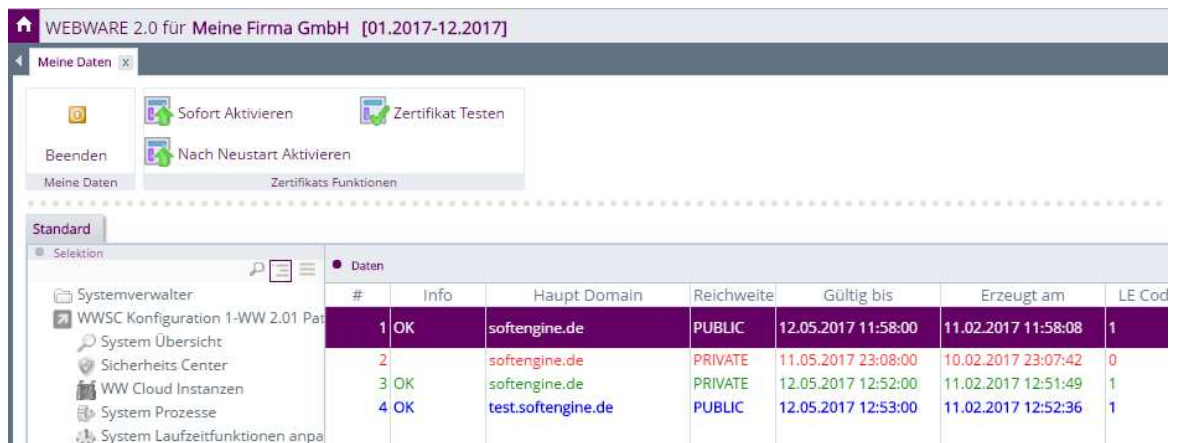 WEBWARE 2.0 für Meine Firma GmbH [01.2017-12.2017]
Meine Daten x
Sofort Aktivieren Zertifikat Testen
Beenden Nach Neustart Aktivieren
Meine Daten Zertifikats Funktionen
Standard
Selektion
Daten
# Info Haupt Domain Reichweite Gültig bis Erzeugt am LE Cod
Systemverwalter
WWSC Konfiguration 1-WW 2.01 Pat
System Übersicht
Sicherheits Center
WW Cloud Instanzen
System Prozesse
System Laufzeitfunktionen anpa
1 OK softengine.de PUBLIC 12.05.2017 11:58:00 11.02.2017 11:58:08 1
2 softengine.de PRIVATE 11.05.2017 23:08:00 10.02.2017 23:07:42 0
3 OK softengine.de PRIVATE 12.05.2017 12:52:00 11.02.2017 12:51:49 1
4 OK test.softengine.de PUBLIC 12.05.2017 12:53:00 11.02.2017 12:52:36 1